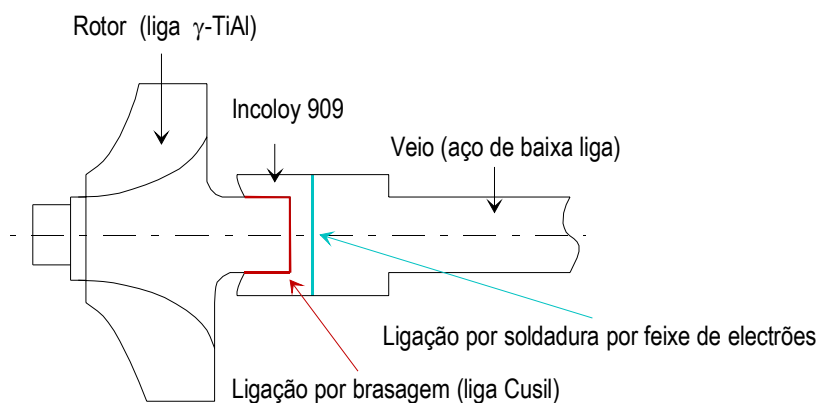 Rotor (liga γ-TiAl)
Incoloy 909
Veio (aço de baixa liga)
Ligação por soldadura por feixe de electrões
Ligação por brasagem (liga Cusil)